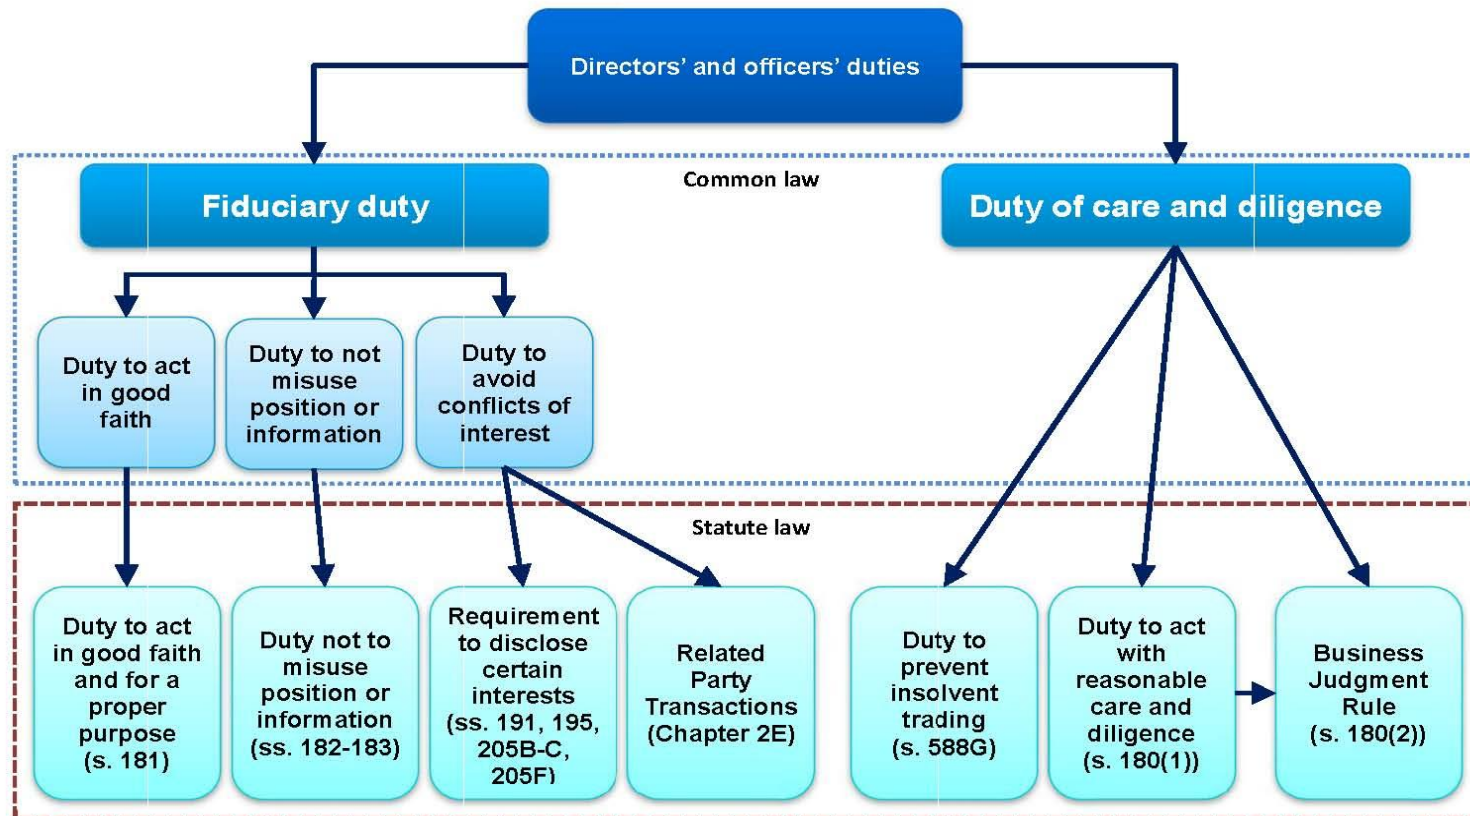 Directors’ and officers’ duties
Common law
Fiduciary duty
Duty of care and diligence
Duty to act
in good
faith
Duty to not
misuse
position or
information
Duty to
avoid
conflicts of
interest
Statute law
Duty to act
in good faith
and for a
proper
purpose
(s. 181)
Duty not to
misuse
position or
information
(ss. 182-183)
Requirement
to disclose
certain
interests
(ss. 191, 195,
205B-C,
205F)
Related
Party
Transactions
(Chapter 2E)
Duty to
prevent
insolvent
trading
(s. 588G)
Duty to act
with
reasonable
care and
diligence
(s. 180(1))
Business
Judgment
Rule
(s. 180(2))